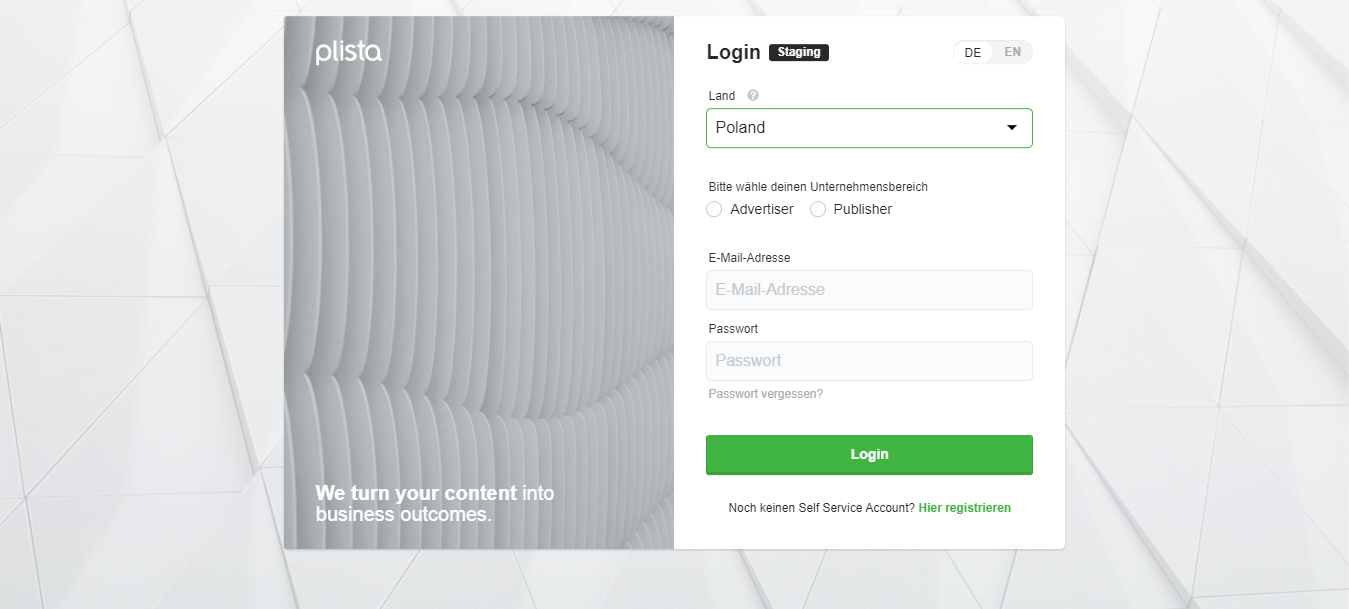 plista
We turn your content into
business outcomes.
Login Staging
DE EN
Land ?
Poland
Bitte wähle deinen Unternehmensbereich
Advertiser Publisher
E-Mail-Adresse
E-Mail-Adresse
Passwort
Passwort
Passwort vergessen?
Login
Noch keinen Self Service Account? Hier registrieren